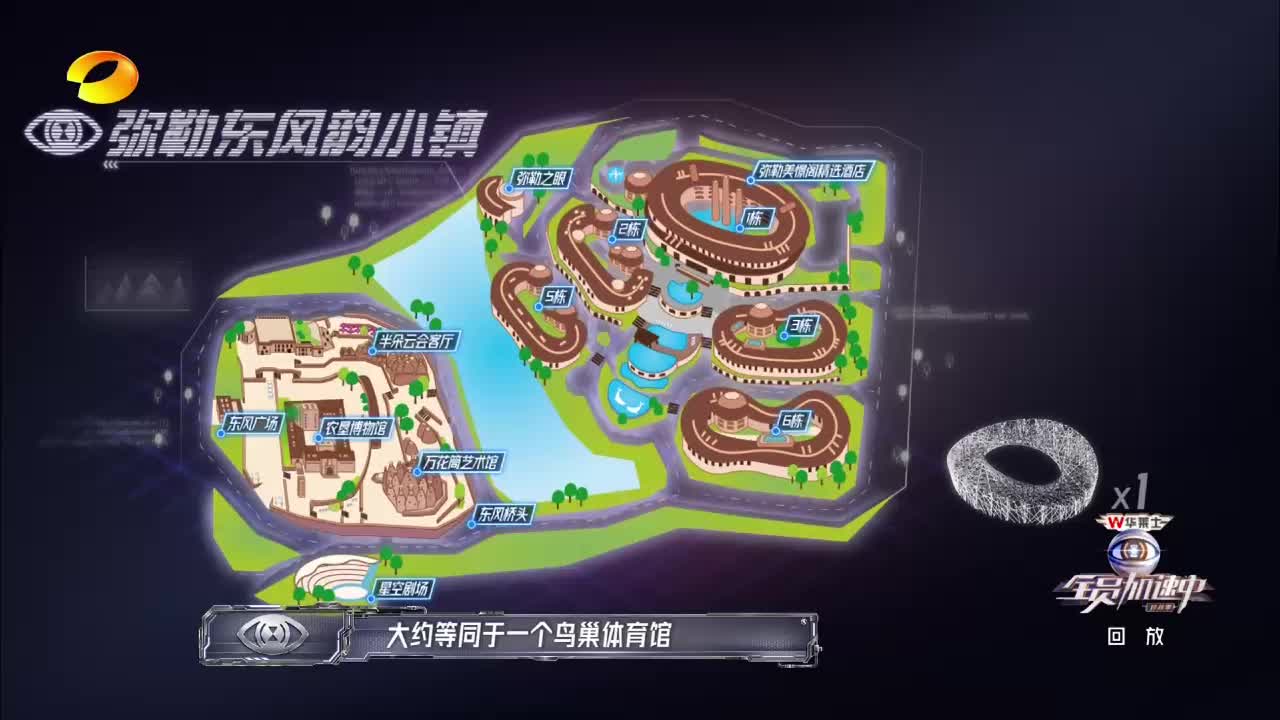 弥勒东风韵小镇
弥勒之眼
弥勒美憬阁精选酒店
1栋
2栋
5栋
3栋
半朵云会客厅
6栋
东风广场
农垦博物馆
万花筒艺术馆
东风桥头
x1
W华莱士
全员加速中
星空剧场
大约等同于一个鸟巢体育馆
回 放